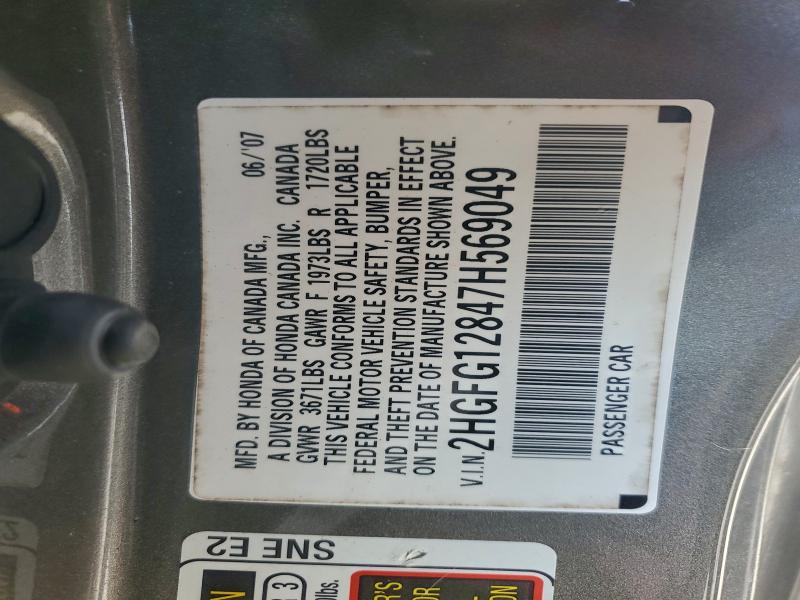 MFD. BY HONDA OF CANADA MFG., 06/'07
A DIVISION OF HONDA CANADA INC. CANADA
GVWR 3671LBS GAWR F 1973LBS R 1720LBS
THIS VEHICLE CONFORMS TO ALL APPLICABLE
FEDERAL MOTOR VEHICLE SAFETY, BUMPER,
AND THEFT PREVENTION STANDARDS IN EFFECT
ON THE DATE OF MANUFACTURE SHOWN ABOVE.
V.I.N. 2HGFG12847H569049
PASSENGER CAR
SNE E2
3
lbs.